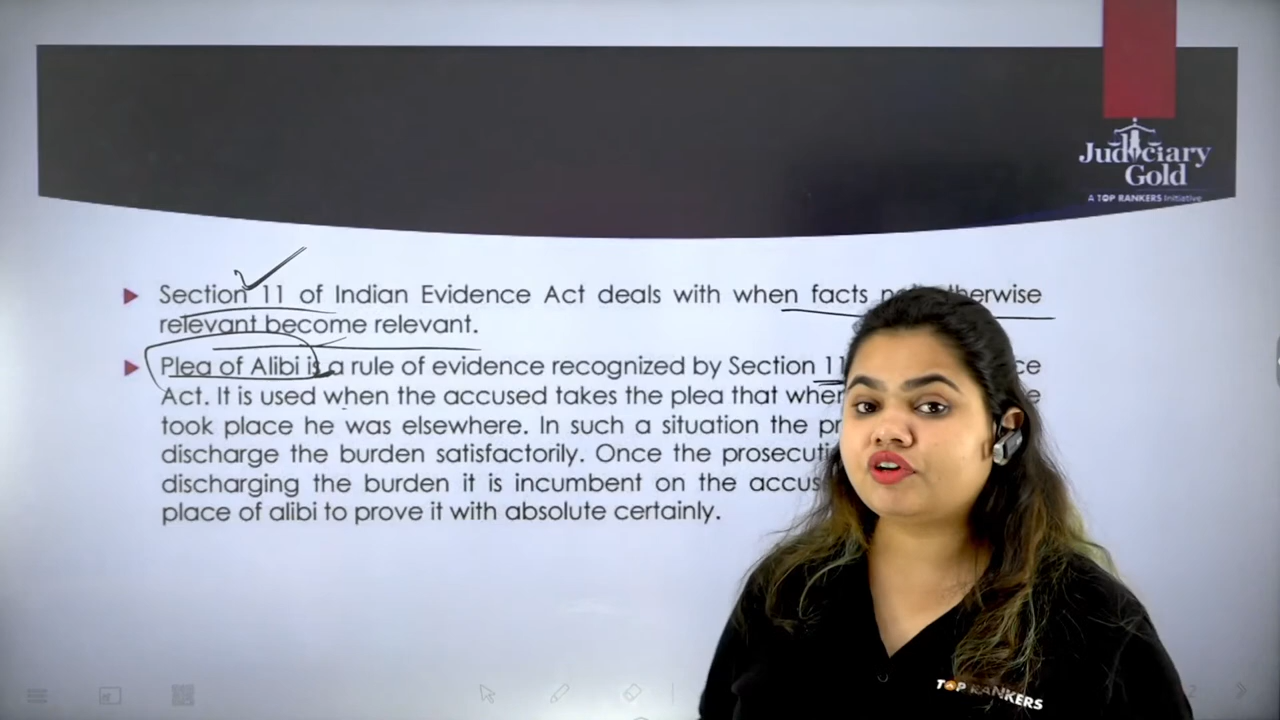 Judiciary
Gold
A TOP RANKERS Initiative
Section 11 of Indian Evidence Act deals with when facts
relevant become relevant.
Plea of Alibi is a rule of evidence recognized by Section 11
Act. It is used when the accused takes the plea that
took place he was elsewhere. In such a situation the
discharge the burden satisfactorily. Once the
discharging the burden it is incumbent on the
place of alibi to prove it with absolute certainly.
TOP RANKERS